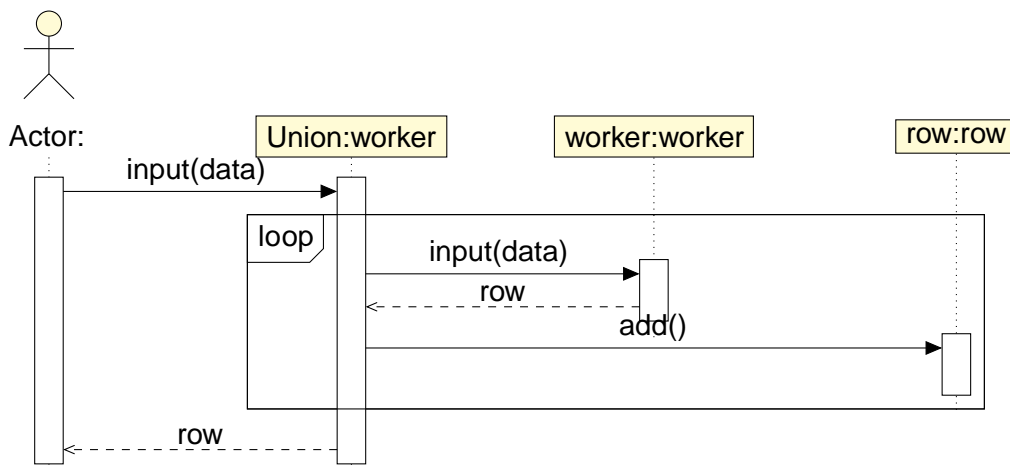 Actor:
Union:worker
worker:worker
row:row
input(data)
loop
input(data)
row
add()
row